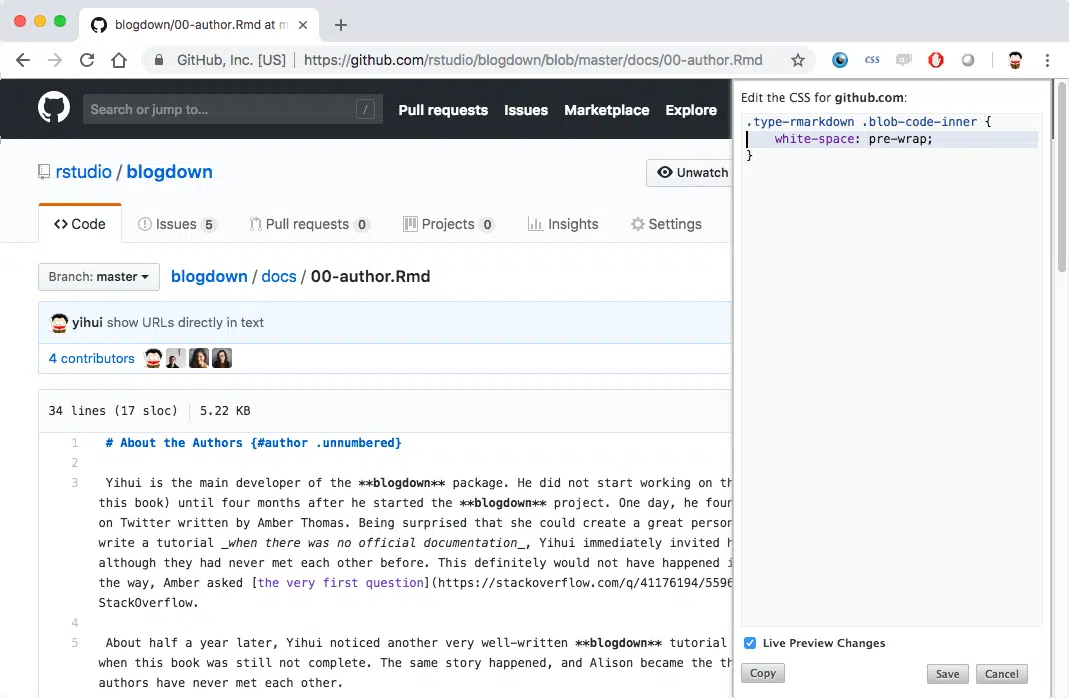 blogdown/00-author.Rmd at m
GitHub, Inc. [US] | https://github.com/rstudio/blogdown/blob/master/docs/00-author.Rmd
css
Search or jump to... /
Pull requests Issues Marketplace Explore
rstudio / blogdown
Unwatch
<> Code Issues 5 Pull requests 0 Projects 0 Insights Settings
Branch: master
blogdown / docs / 00-author.Rmd
yihui show URLs directly in text
4 contributors
34 lines (17 sloc) 5.22 KB
1 # About the Authors {#author .unnumbered}
2
3 Yihui is the main developer of the **blogdown** package. He did not start working on th
this book) until four months after he started the **blogdown** project. One day, he foun
on Twitter written by Amber Thomas. Being surprised that she could create a great person
write a tutorial _when there was no official documentation_, Yihui immediately invited h
although they had never met each other before. This definitely would not have happened i
the way, Amber asked [the very first question](https://stackoverflow.com/q/41176194/5596
StackOverflow.
4
5 About half a year later, Yihui noticed another very well-written **blogdown** tutorial
when this book was still not complete. The same story happened, and Alison became the th
authors have never met each other.
Edit the CSS for github.com:
.type-rmarkdown .blob-code-inner {
white-space: pre-wrap;
}
Live Preview Changes
Copy Save Cancel